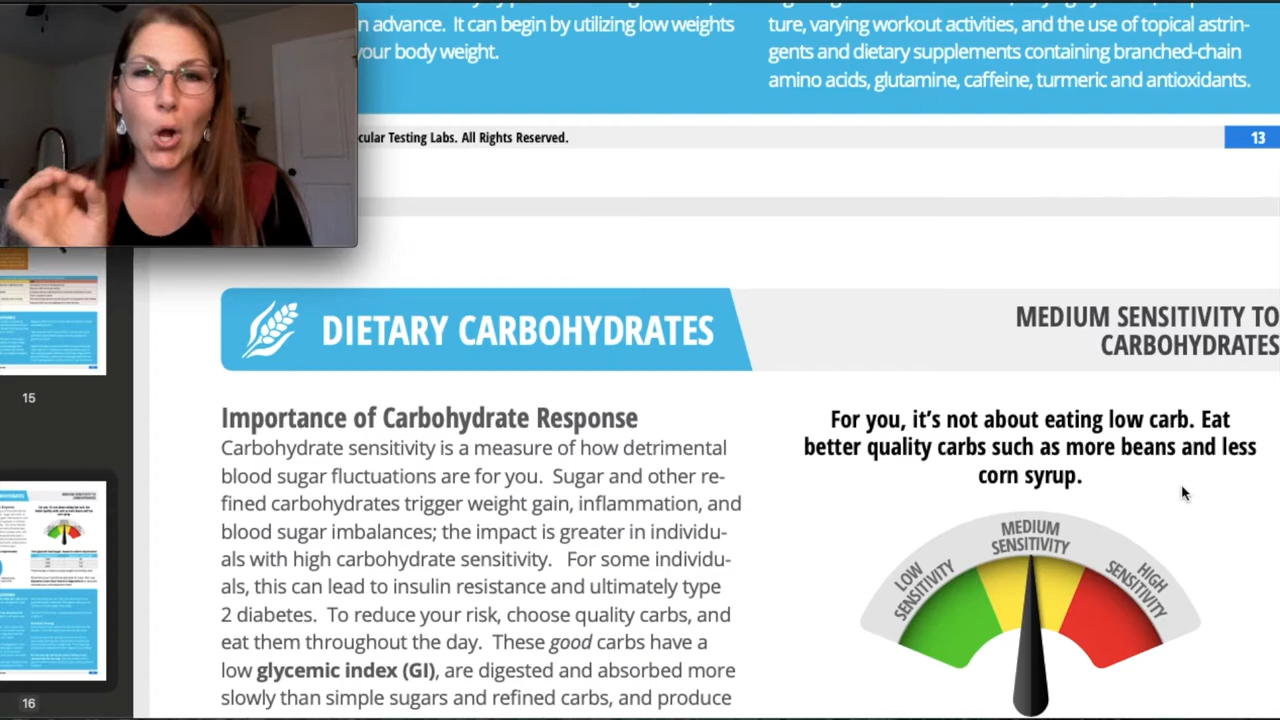 n advance. It can begin by utilizing low weights
your body weight.
ture, varying workout activities, and the use of topical astrin-
gents and dietary supplements containing branched-chain
amino acids, glutamine, caffeine, turmeric and antioxidants.
cular Testing Labs. All Rights Reserved.
13
DIETARY CARBOHYDRATES
MEDIUM SENSITIVITY TO
CARBOHYDRATES
Importance of Carbohydrate Response
Carbohydrate sensitivity is a measure of how detrimental
blood sugar fluctuations are for you. Sugar and other re-
fined carbohydrates trigger weight gain, inflammation, and
blood sugar imbalances; the impact is greater in individu-
als with high carbohydrate sensitivity. For some individu-
als, this can lead to insulin resistance and ultimately type
2 diabetes. To reduce your risk, choose quality carbs, and
eat them throughout the day. These good carbs have a
low glycemic index (GI), are digested and absorbed more
slowly than simple sugars and refined carbs, and produce
For you, it's not about eating low carb. Eat
better quality carbs such as more beans and less
corn syrup.
LOW
SENSITIVITY
MEDIUM
SENSITIVITY
HIGH
SENSITIVITY
15
16